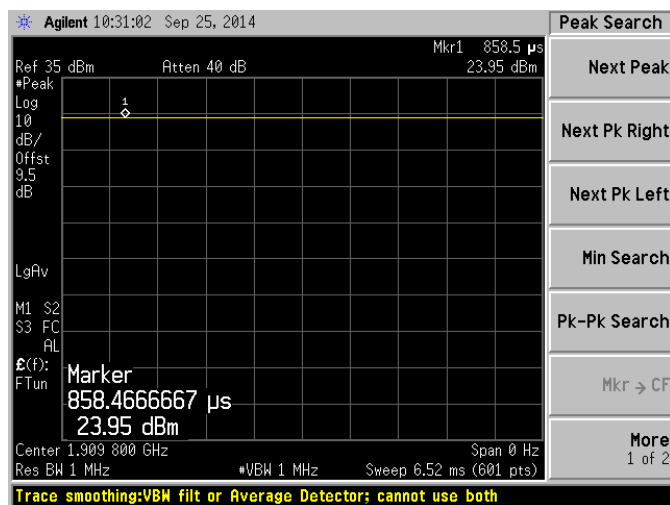 Agilent 10:31:02 Sep 25, 2014
Peak Search
Mkr1 858.5 µs
Ref 35 dBm Atten 40 dB 23.95 dBm
#Peak
Log
10
dB/
Offst
9.5
dB
1
LgAv
M1 S2
S3 FC
AL
£(f):
FTun
Marker
858.4666667 µs
23.95 dBm
Center 1.909 800 GHz Span 0 Hz
Res BW 1 MHz #VBW 1 MHz Sweep 6.52 ms (601 pts)
Trace smoothing:VBW filt or Average Detector; cannot use both
Next Peak
Next Pk Right
Next Pk Left
Min Search
Pk-Pk Search
Mkr → CF
More
1 of 2